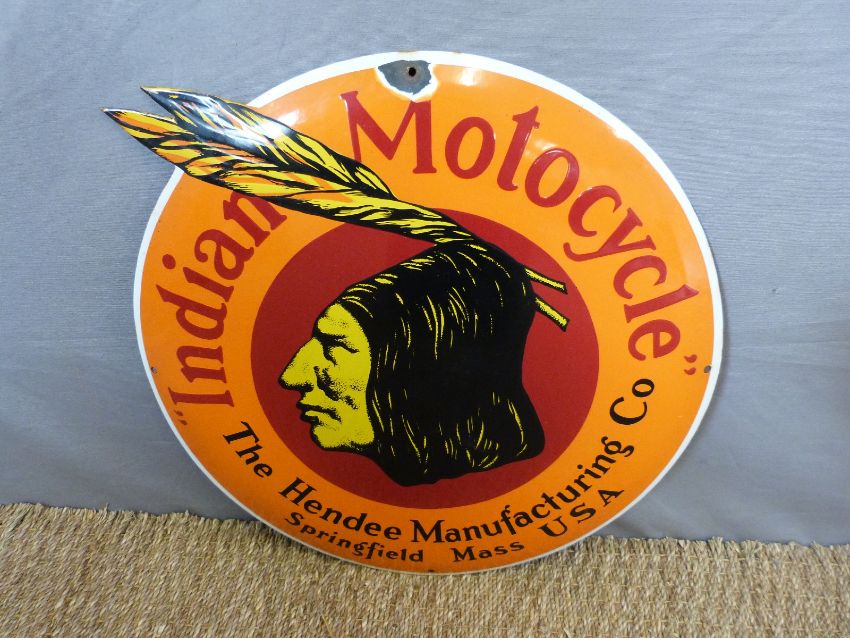 "Indian Motocycle"
The Hendee Manufacturing Co
Springfield Mass USA